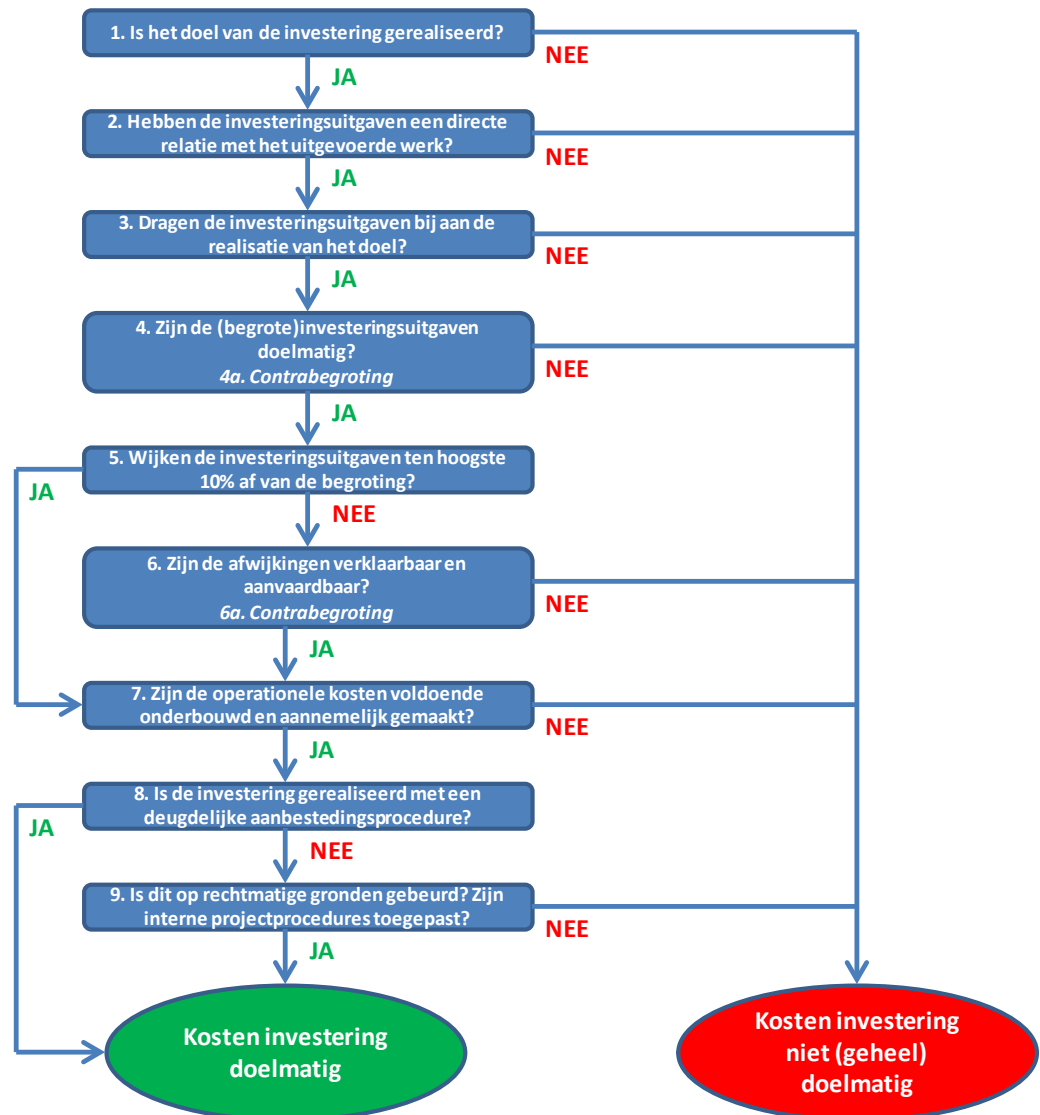 1. Is het doel van de investering gerealiseerd?
NEE
JA
2. Hebben de investeringsuitgaven een directe
relatie met het uitgevoerde werk?
NEE
JA
3. Dragen de investeringsuitgaven bij aan de
realisatie van het doel?
NEE
JA
4. Zijn de (begrote)investeringsuitgaven
doelmatig?
4a. Contrabegroting
NEE
JA
5. Wijken de investeringsuitgaven ten hoogste
10% af van de begroting?
JA
NEE
6. Zijn de afwijkingen verklaarbaar en
aanvaardbaar?
6a. Contrabegroting
NEE
JA
7. Zijn de operationele kosten voldoende
onderbouwd en aannemelijk gemaakt?
NEE
JA
8. Is de investering gerealiseerd met een
deugdelijke aanbestedingsprocedure?
JA
NEE
9. Is dit op rechtmatige gronden gebeurd? Zijn
interne projectprocedures toegepast?
NEE
JA
Kosten investering
doelmatig
Kosten investering
niet (geheel)
doelmatig